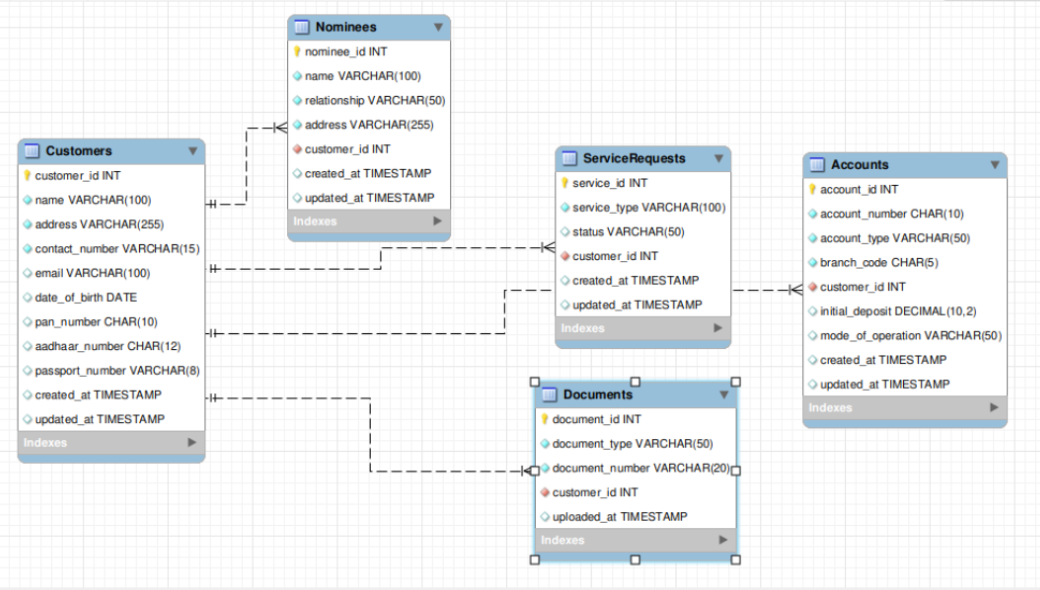 Nominees
nominee_id INT
name VARCHAR(100)
relationship VARCHAR(50)
address VARCHAR(255)
customer_id INT
created_at TIMESTAMP
updated_at TIMESTAMP
Indexes
Customers
customer_id INT
name VARCHAR(100)
address VARCHAR(255)
contact_number VARCHAR(15)
email VARCHAR(100)
date_of_birth DATE
pan_number CHAR(10)
aadhaar_number CHAR(12)
passport_number VARCHAR(8)
created_at TIMESTAMP
updated_at TIMESTAMP
Indexes
ServiceRequests
service_id INT
service_type VARCHAR(100)
status VARCHAR(50)
customer_id INT
created_at TIMESTAMP
updated_at TIMESTAMP
Indexes
Accounts
account_id INT
account_number CHAR(10)
account_type VARCHAR(50)
branch_code CHAR(5)
customer_id INT
initial_deposit DECIMAL(10,2)
mode_of_operation VARCHAR(50)
created_at TIMESTAMP
updated_at TIMESTAMP
Indexes
Documents
document_id INT
document_type VARCHAR(50)
document_number VARCHAR(20)
customer_id INT
uploaded_at TIMESTAMP
Indexes